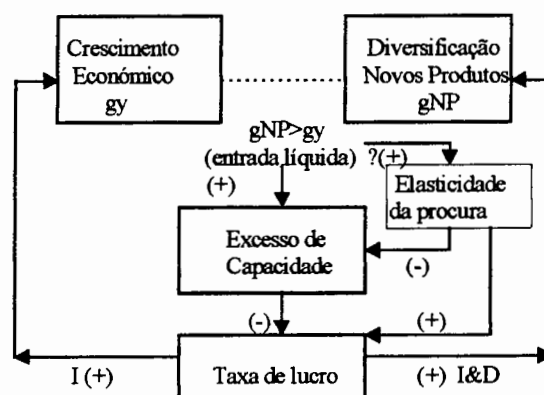 Crescimento
Económico
gy
Diversificação
Novos Produtos
gNP
gNP>gy
(entrada líquida) ?(+)
(+)
Elasticidade
da procura
Excesso de
Capacidade
(-)
(-)
(+)
I (+)
Taxa de lucro
(+) I&D